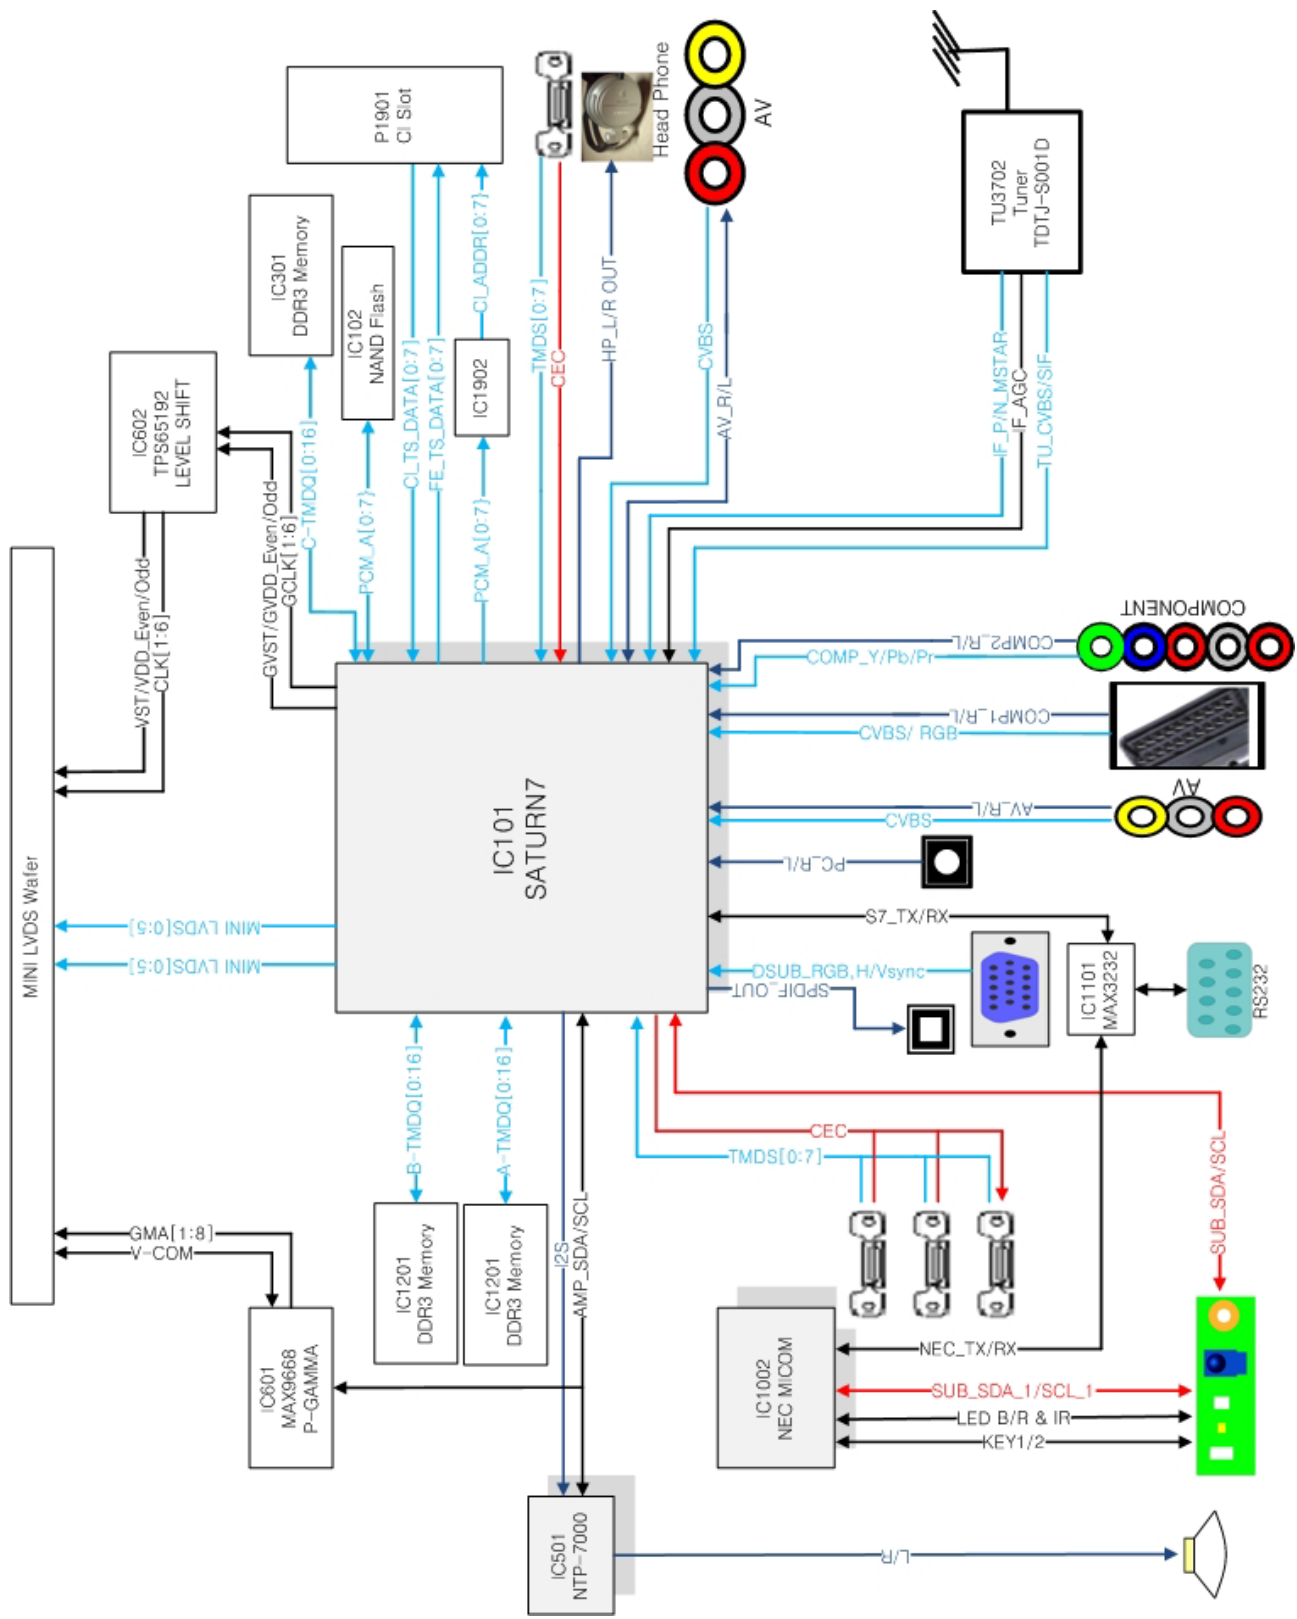 MINI LVDS Wafer
IC602
TPS65192
LEVEL SHIFT
VST/VDD_Even/Odd
CLK[1:6]
GVST/GVDD_Even/Odd
GCLK[1:6]
IC301
DDR3 Memory
C-TMDQ[0:16]
IC102
NAND Flash
PCM_A[0:7]
P1901
CI Slot
CI_TS_DATA[0:7]
FE_TS_DATA[0:7]
CI_ADDR[0:7]
IC1902
PCM_A[0:7]
TMDS[0:7]
CEC
HP_L/R OUT
Head Phone
AV
CVBS
AV_R/L
TU3702
Tuner
TDTJ-S001D
IF_P/N_MSTAR
IF_AGC
TU_CVBS/SIF
IC101
SATURN7
MINI LVDS[0:5]
MINI LVDS[0:5]
COMP2_R/L
COMP_Y/Pb/Pr
COMPONENT
COMP1_R/L
CVBS/ RGB
AV_R/L
CVBS
AV
PC_R/L
S7_TX/RX
DSUB_RGB,H/Vsync
SPDIF_OUT
IC1101
MAX3232
RS232
B-TMDQ[0:16]
A-TMDQ[0:16]
IC1201
DDR3 Memory
IC1201
DDR3 Memory
I2S
AMP_SDA/SCL
GMA[1:8]
V-COM
IC601
MAX9668
P-GAMMA
CEC
TMDS[0:7]
SUB_SDA/SCL
IC1002
NEC MICOM
NEC_TX/RX
SUB_SDA_1/SCL_1
LED B/R & IR
KEY1/2
IC501
NTP-7000
L/R